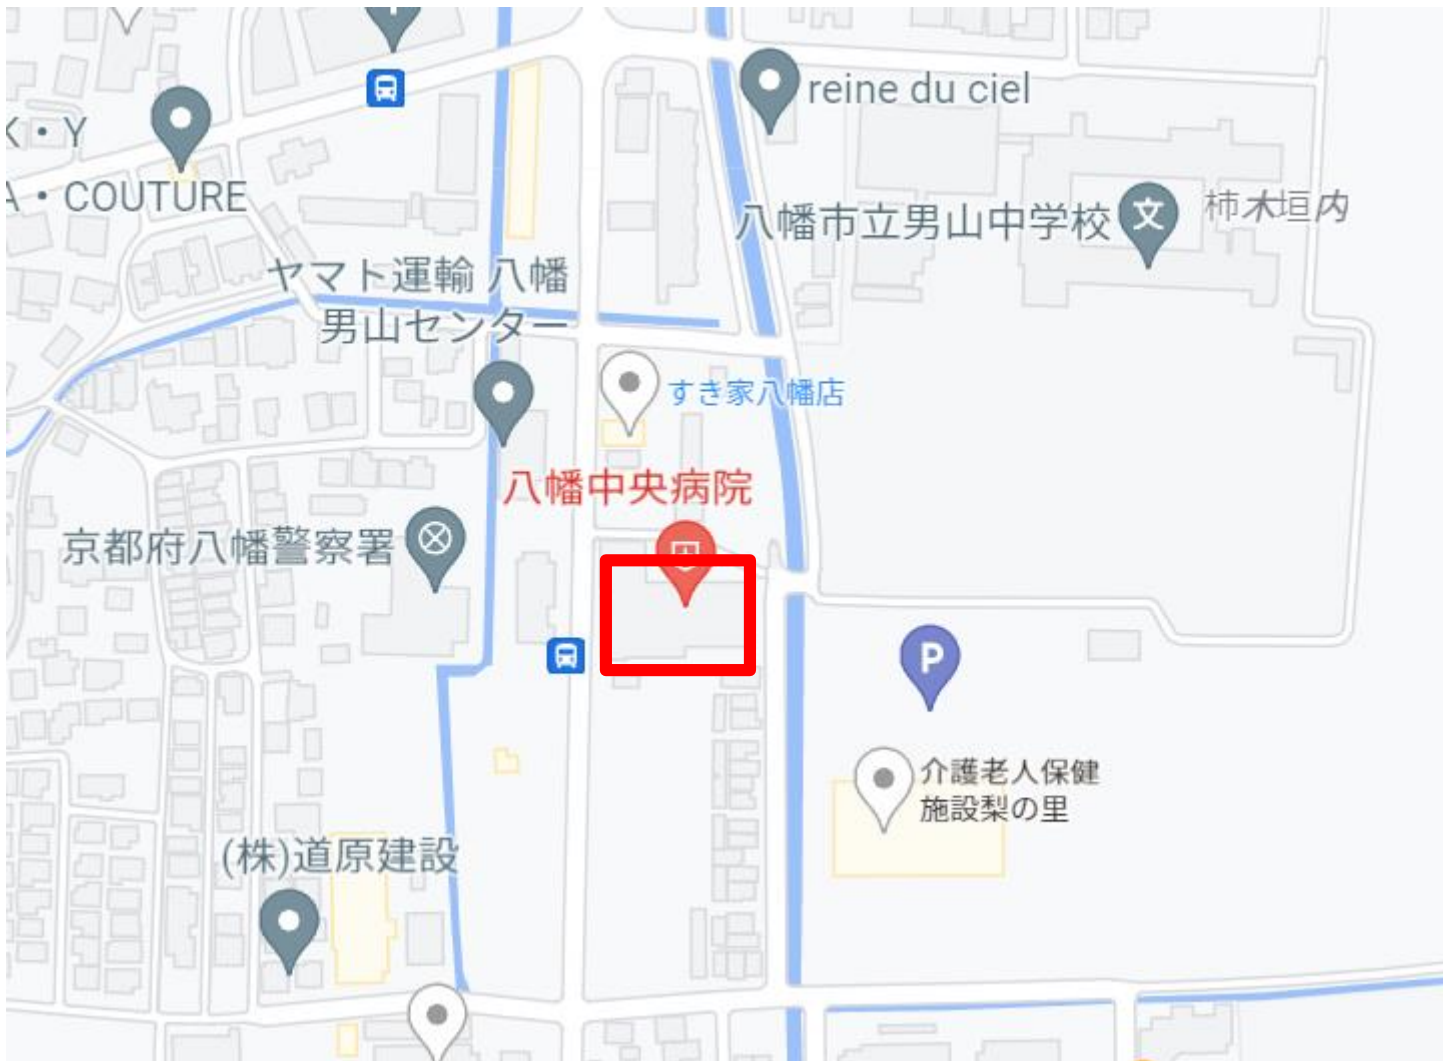 reine du ciel
K・Y
A・COUTURE
八幡市立男山中学校
文
柿木垣内
ヤマト運輸 八幡
男山センター
すき家八幡店
八幡中央病院
京都府八幡警察署
P
介護老人保健
施設梨の里
(株)道原建設